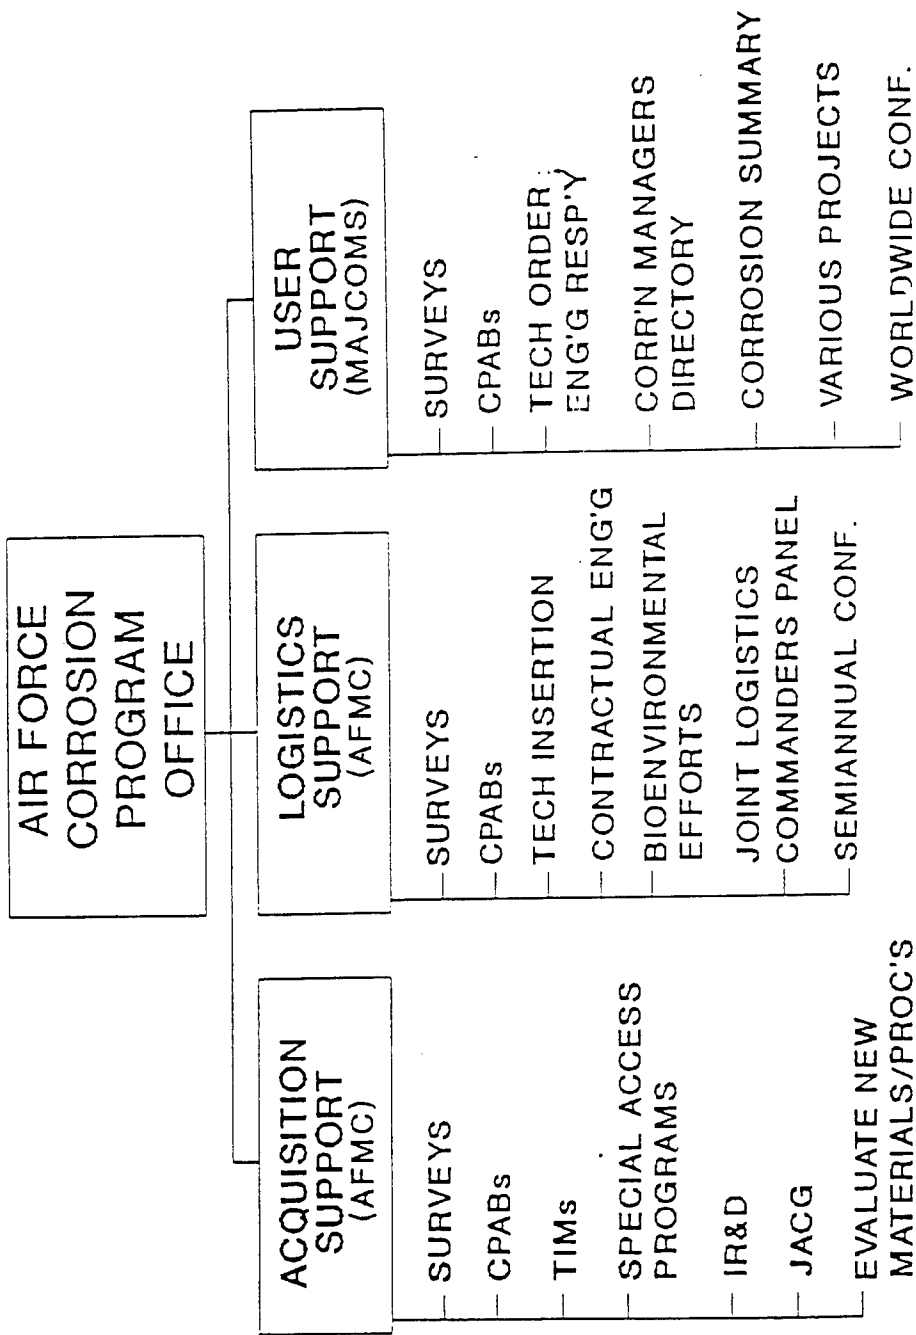 AIR FORCE
CORROSION
PROGRAM
OFFICE
ACQUISITION
SUPPORT
(AFMC)
SURVEYS
CPABs
TIMs
SPECIAL ACCESS
PROGRAMS
IR&D
JACG
EVALUATE NEW
MATERIALS/PROC'S
LOGISTICS
SUPPORT
(AFMC)
SURVEYS
CPABs
TECH INSERTION
CONTRACTUAL ENG'G
BIOENVIRONMENTAL
EFFORTS
JOINT LOGISTICS
COMMANDERS PANEL
SEMIANNUAL CONF.
USER
SUPPORT
(MAJCOMS)
SURVEYS
CPABs
TECH ORDER
ENG'G RESP'Y
CORR'N MANAGERS
DIRECTORY
CORROSION SUMMARY
VARIOUS PROJECTS
WORLDWIDE CONF.